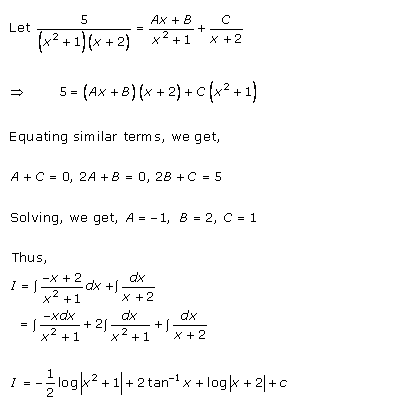 Let 5/((x²+1)(x+2)) = (Ax+B)/(x²+1) + C/(x+2)
⇒ 5 = (Ax+B)(x+2)+C(x²+1)
Equating similar terms, we get,
A+C = 0, 2A+B = 0, 2B+C = 5
Solving, we get, A = −1, B = 2, C = 1
Thus,
I = ∫(−x+2)/(x²+1) dx + ∫dx/(x+2)
= ∫(−xdx)/(x²+1) + 2∫dx/(x²+1) + ∫dx/(x+2)
I = −1/2 log|x²+1| + 2 tan⁻¹ x + log|x+2| + c